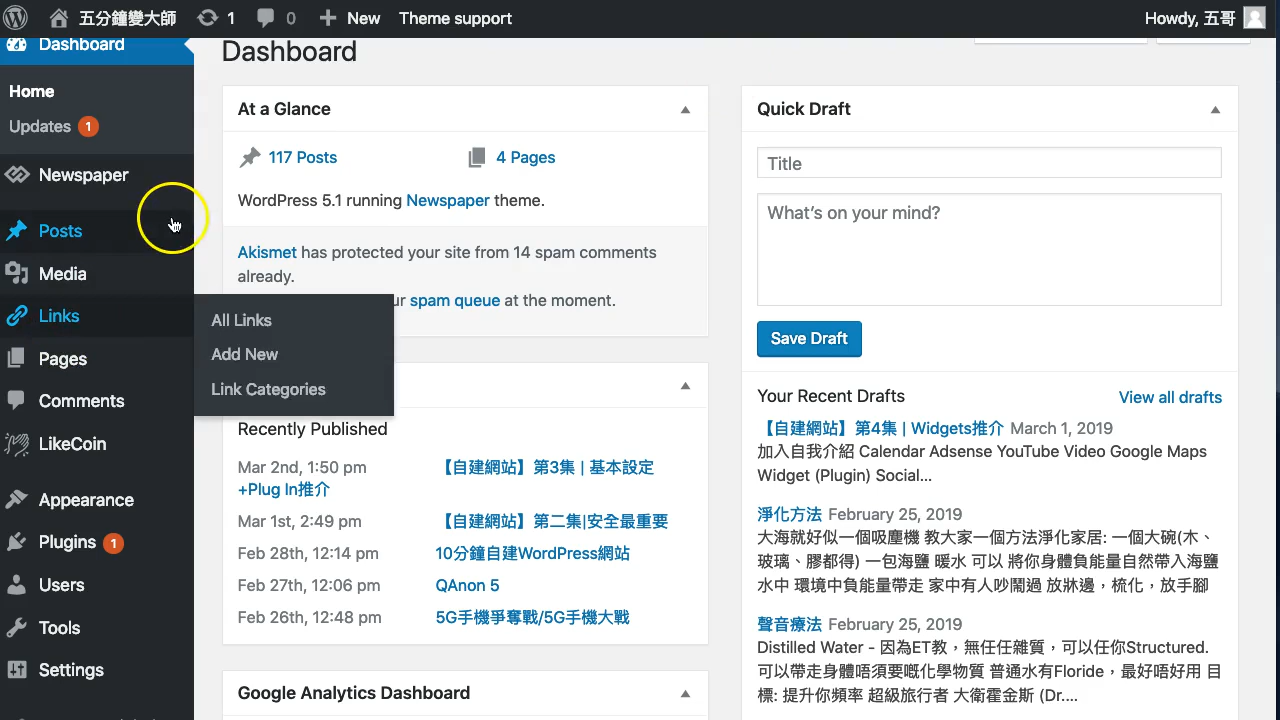 五分鐘變大師 1 0 New Theme support Howdy, 五哥
Dashboard
Home
Updates 1
Newspaper
Posts
Media
Links
Pages
Comments
LikeCoin
Appearance
Plugins 1
Users
Tools
Settings
All Links
Add New
Link Categories
Dashboard
At a Glance
117 Posts 4 Pages
WordPress 5.1 running Newspaper theme.
Akismet has protected your site from 14 spam comments
already.
ur spam queue at the moment.
Recently Published
Mar 2nd, 1:50 pm 【自建網站】第3集 | 基本設定
+Plug In推介
Mar 1st, 2:49 pm 【自建網站】第二集|安全最重要
Feb 28th, 12:14 pm 10分鐘自建WordPress網站
Feb 27th, 12:06 pm QAnon 5
Feb 26th, 12:48 pm 5G手機爭奪戰/5G手機大戰
Google Analytics Dashboard
Quick Draft
Title
What's on your mind?
Save Draft
Your Recent Drafts View all drafts
【自建網站】第4集 | Widgets推介 March 1, 2019
加入自我介紹 Calendar Adsense YouTube Video Google Maps
Widget (Plugin) Social...
淨化方法 February 25, 2019
大海就好似一個吸塵機 教大家一個方法淨化家居: 一個大碗(木、
玻璃、膠都得) 一包海鹽 暖水 可以 將你身體負能量自然帶入海鹽
水中 環境中負能量帶走 家中有人吵鬧過 放牀邊，梳化，放手腳
聲音療法 February 25, 2019
Distilled Water - 因為ET教，無任任雜質，可以任你Structured.
可以帶走身體唔須要嘅化學物質 普通水有Floride，最好唔好用 目
標: 提升你頻率 超級旅行者 大衛霍金斯 (Dr....